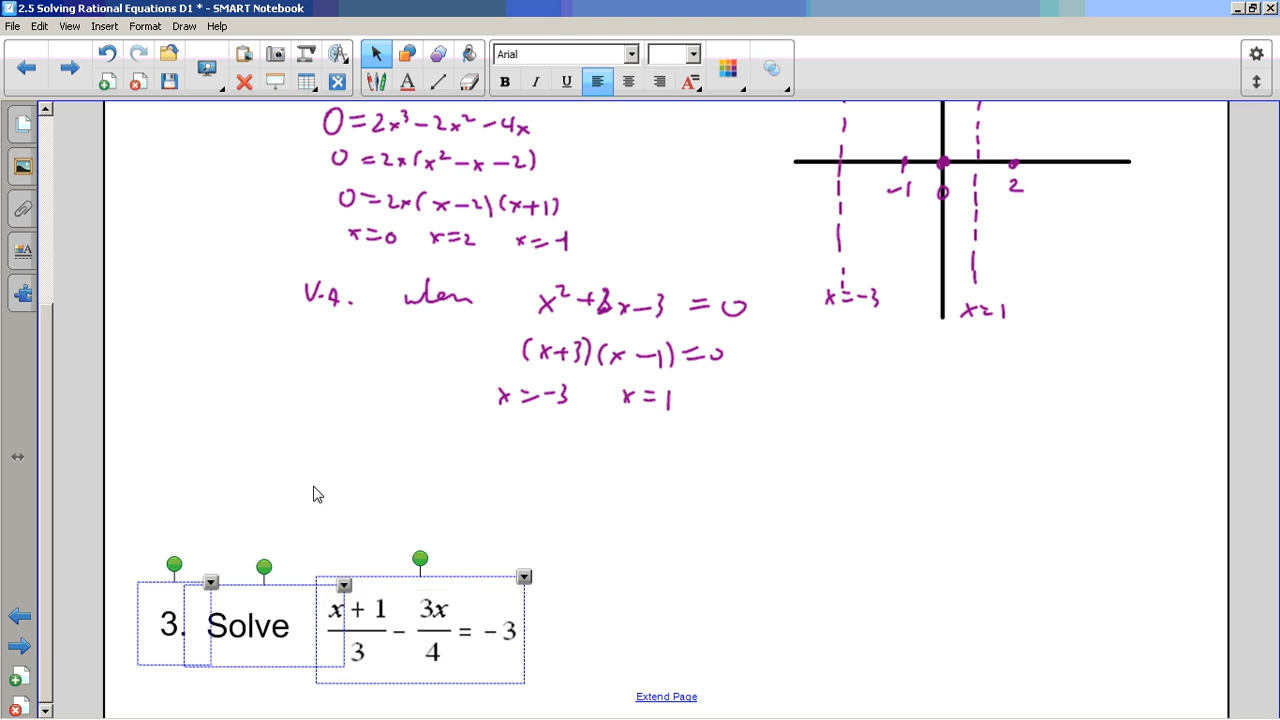 2.5 Solving Rational Equations D1 * - SMART Notebook
File Edit View Insert Format Draw Help
Arial
B I U
0 = 2x³ - 2x² - 4x
0 = 2x(x² - x - 2)
0 = 2x(x - 2)(x + 1)
x = 0 x = 2 x = -1
-1 0 2
x = -3 x = 1
V.A. when x² + 2x - 3 = 0
(x + 3)(x - 1) = 0
x = -3 x = 1
3. Solve (x + 1)/3 - 3x/4 = -3
Extend Page